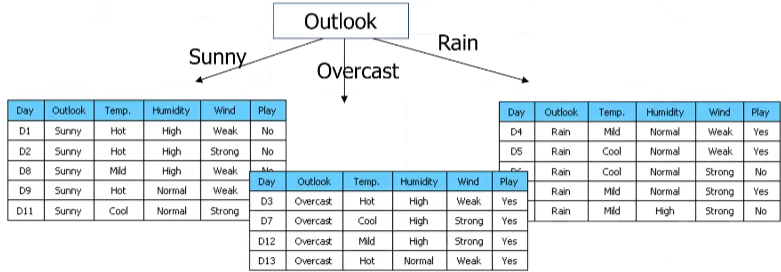 Outlook
Sunny
Overcast
Rain
Day Outlook Temp. Humidity Wind Play
D1 Sunny Hot High Weak No
D2 Sunny Hot High Strong No
D8 Sunny Mild High Weak No
D9 Sunny Hot Normal Weak
D11 Sunny Cool Normal Strong
Day Outlook Temp. Humidity Wind Play
D3 Overcast Hot High Weak Yes
D7 Overcast Cool High Strong Yes
D12 Overcast Mild High Strong Yes
D13 Overcast Hot Normal Weak Yes
Day Outlook Temp. Humidity Wind Play
D4 Rain Mild Normal Weak Yes
D5 Rain Cool Normal Weak Yes
D6 Rain Cool Normal Strong No
Rain Mild Normal Strong Yes
Rain Mild High Strong No